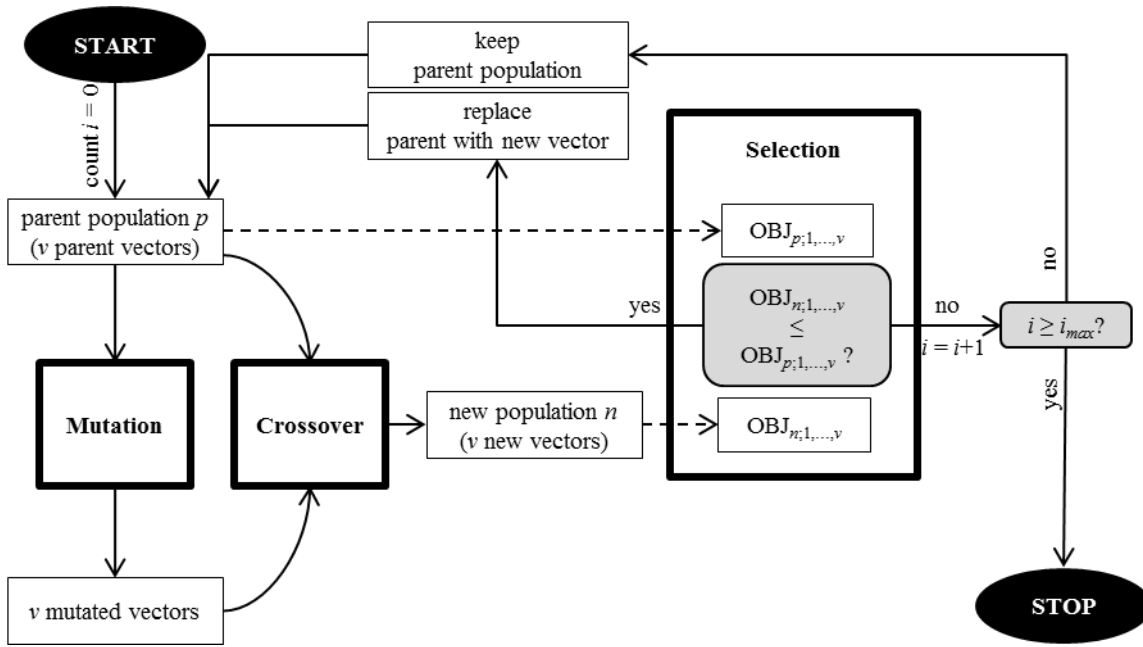 START
count i = 0
keep
parent population
replace
parent with new vector
Selection
parent population p
(v parent vectors)
OBJp;1,...,v
yes
OBJn;1,...,v
≤
OBJp;1,...,v ?
no
i = i+1
no
i ≥ imax?
yes
Mutation
Crossover
new population n
(v new vectors)
OBJn;1,...,v
v mutated vectors
STOP